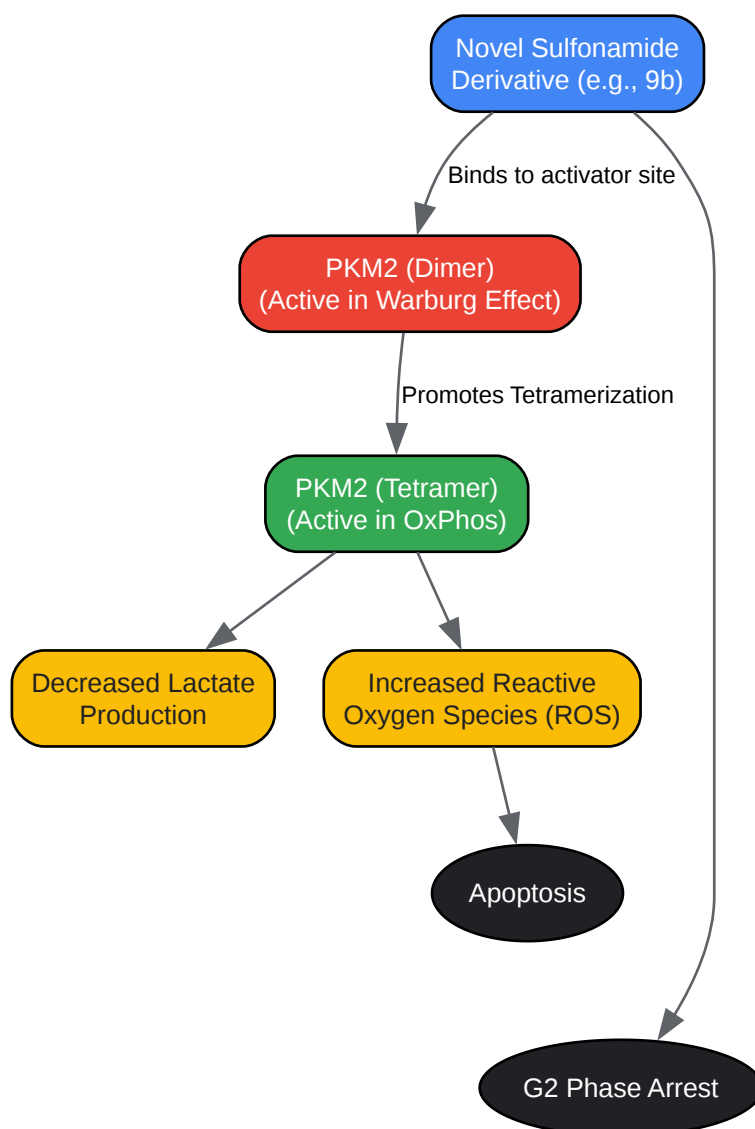 Novel Sulfonamide
Derivative (e.g., 9b)
Binds to activator site
PKM2 (Dimer)
(Active in Warburg Effect)
Promotes Tetramerization
PKM2 (Tetramer)
(Active in OxPhos)
Decreased Lactate
Production
Increased Reactive
Oxygen Species (ROS)
Apoptosis
G2 Phase Arrest